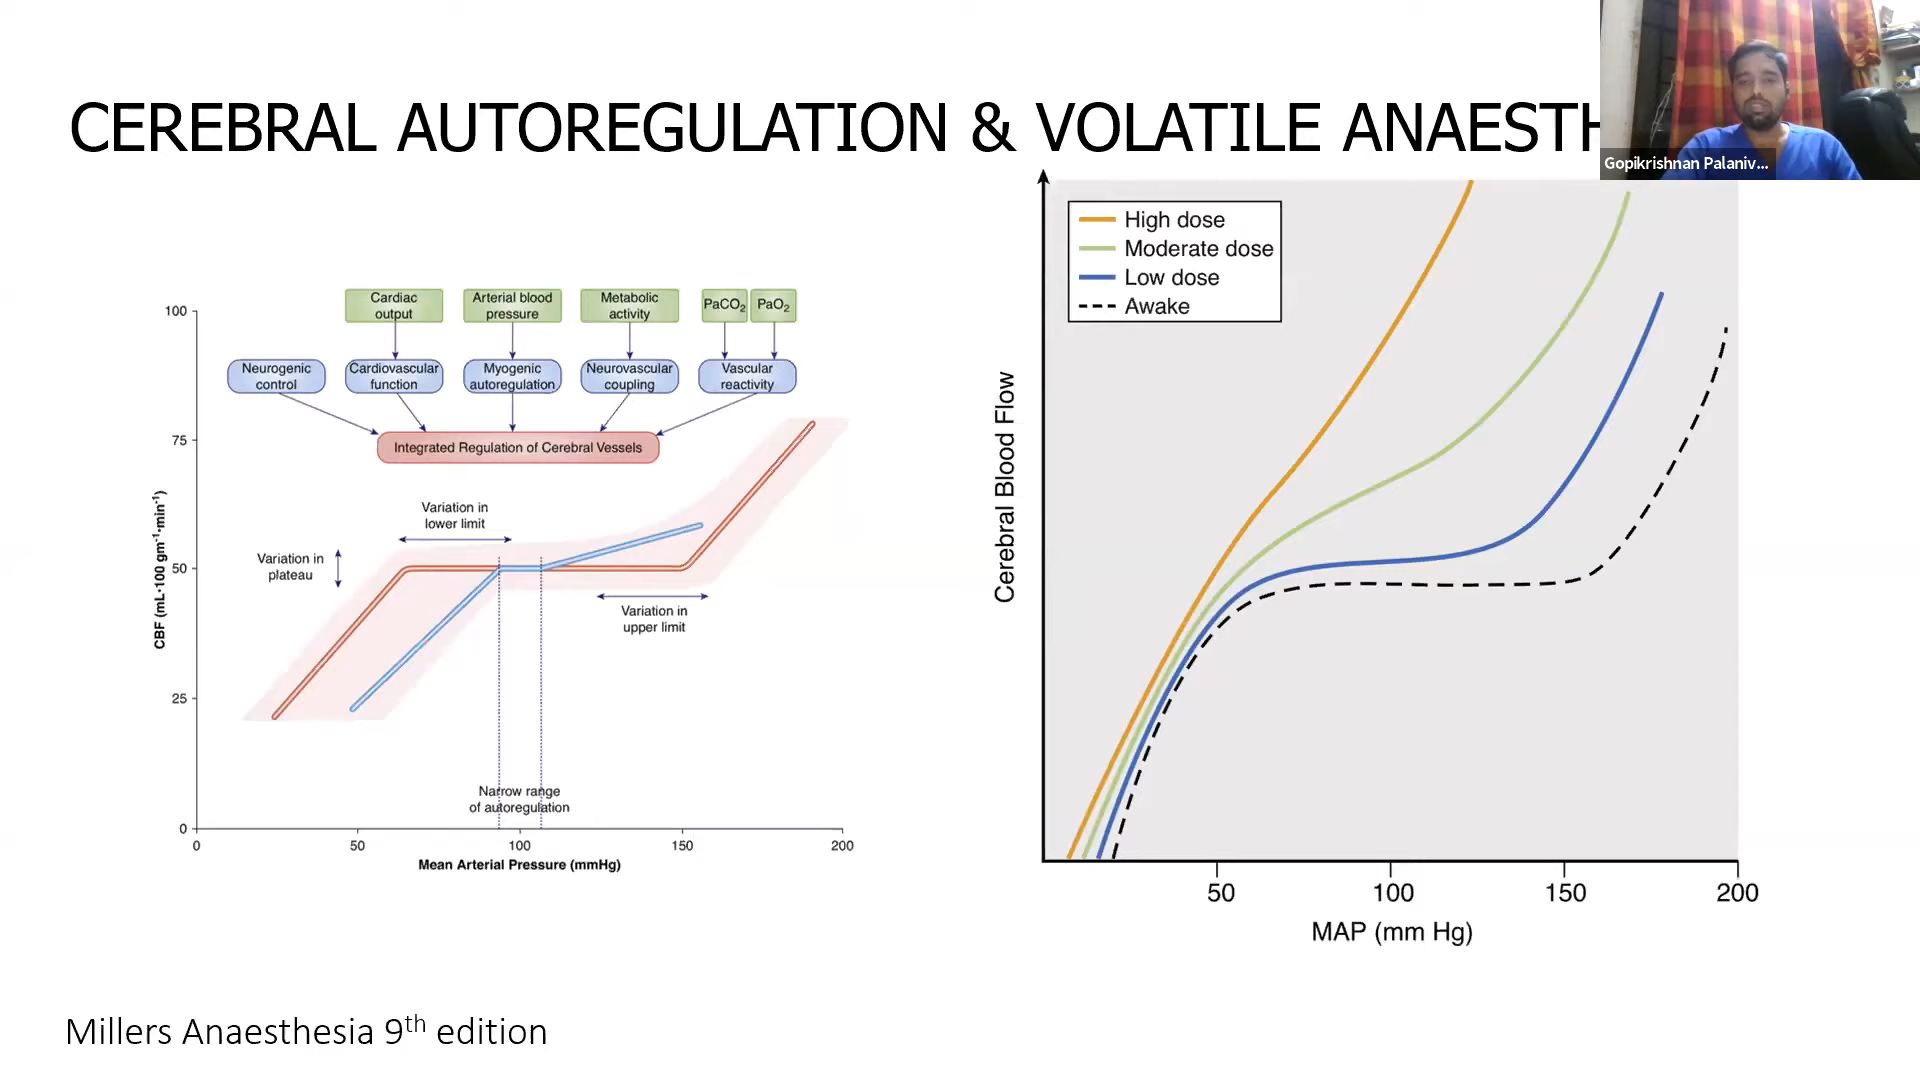 CEREBRAL AUTOREGULATION & VOLATILE ANAESTH
Gopikrishnan Palaniv...
Cardiac
output
Arterial blood
pressure
Metabolic
activity
PaCO₂
PaO₂
Neurogenic
control
Cardiovascular
function
Myogenic
autoregulation
Neurovascular
coupling
Vascular
reactivity
Integrated Regulation of Cerebral Vessels
Variation in
lower limit
Variation in
plateau
Variation in
upper limit
Narrow range
of autoregulation
CBF (mL·100 gm⁻¹·min⁻¹)
100
75
50
25
0
0
50
100
150
200
Mean Arterial Pressure (mmHg)
High dose
Moderate dose
Low dose
Awake
Cerebral Blood Flow
50
100
150
200
MAP (mm Hg)
Millers Anaesthesia 9th edition